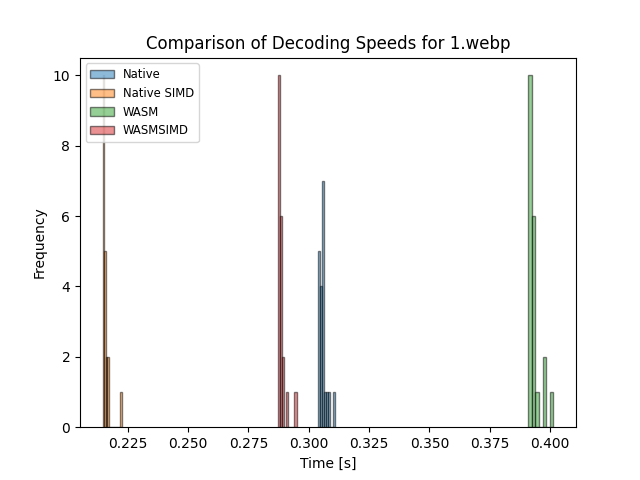 Comparison of Decoding Speeds for 1.webp
Native
Native SIMD
WASM
WASMSIMD
Frequency
10
8
6
4
2
0
0.225 0.250 0.275 0.300 0.325 0.350 0.375 0.400
Time [s]